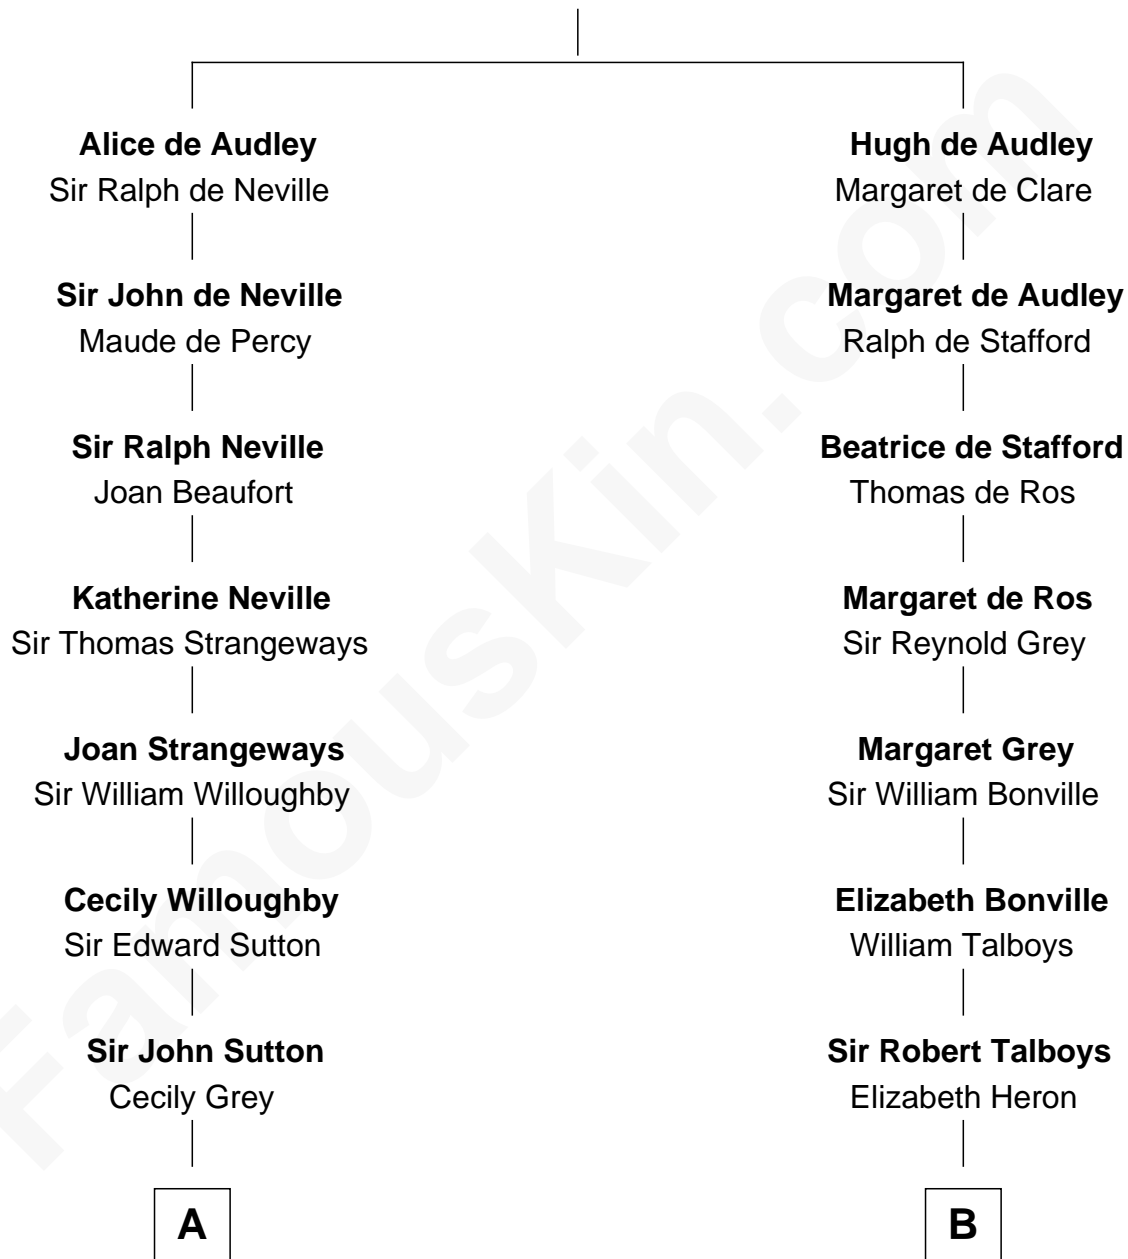 Alice de Audley
Sir Ralph de Neville
Sir John de Neville
Maude de Percy
Sir Ralph Neville
Joan Beaufort
Katherine Neville
Sir Thomas Strangeways
Joan Strangeways
Sir William Willoughby
Cecily Willoughby
Sir Edward Sutton
Sir John Sutton
Cecily Grey
A
Hugh de Audley
Margaret de Clare
Margaret de Audley
Ralph de Stafford
Beatrice de Stafford
Thomas de Ros
Margaret de Ros
Sir Reynold Grey
Margaret Grey
Sir William Bonville
Elizabeth Bonville
William Talboys
Sir Robert Talboys
Elizabeth Heron
B
FamousKin.com